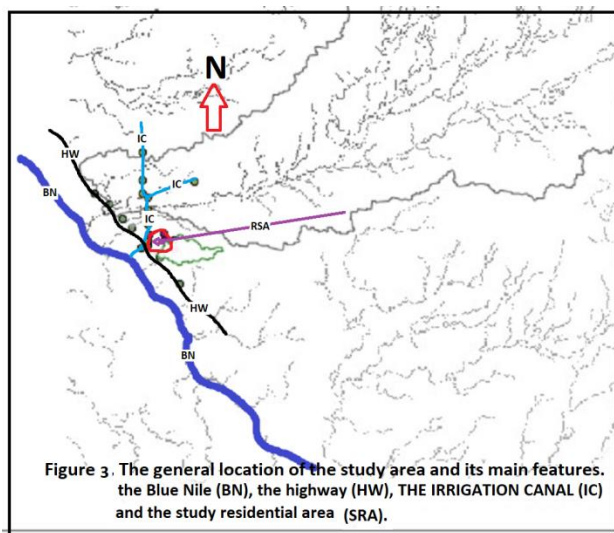 N
IC
HW
IC
BN
IC
RSA
HW
BN
Figure 3. The general location of the study area and its main features.
the Blue Nile (BN), the highway (HW), THE IRRIGATION CANAL (IC)
and the study residential area (SRA).